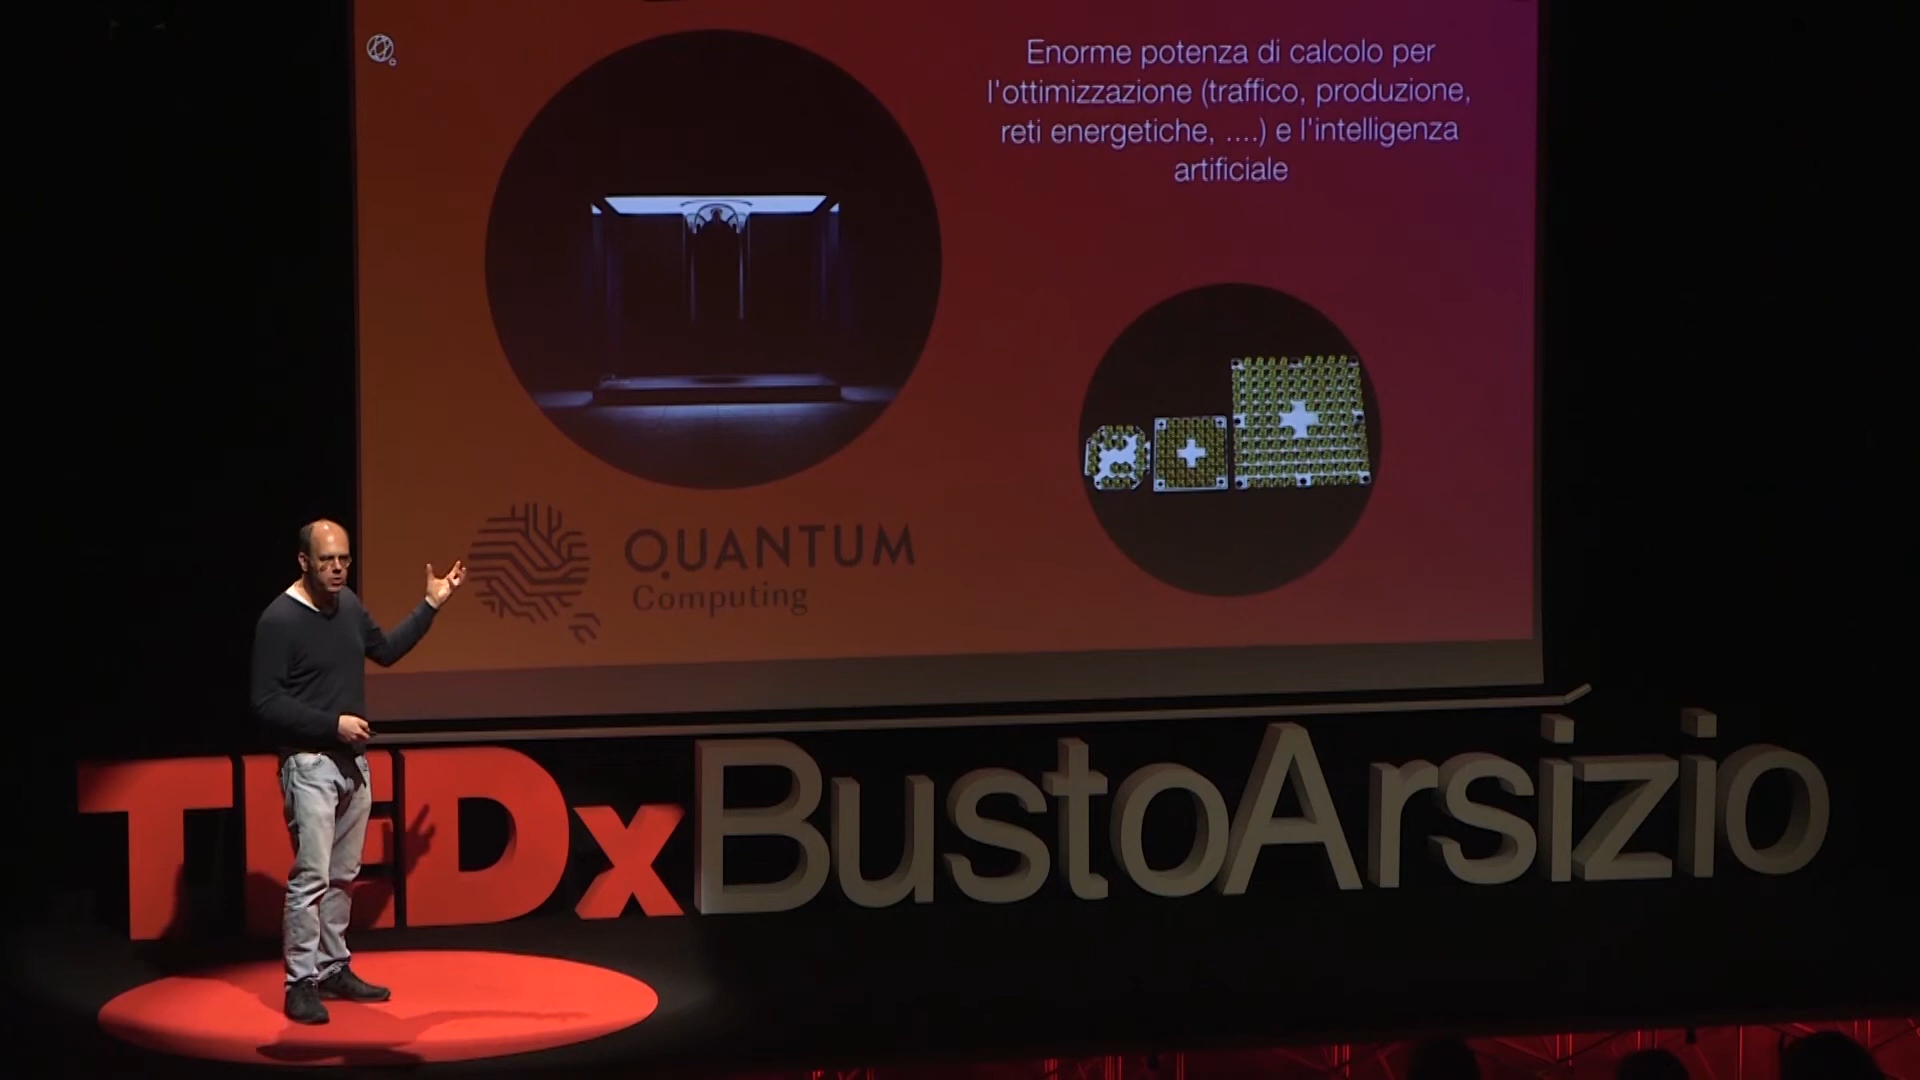 Enorme potenza di calcolo per
l'ottimizzazione (traffico, produzione,
reti energetiche, ....) e l'intelligenza
artificiale
QUANTUM
Computing
TEDxBustoArsizio